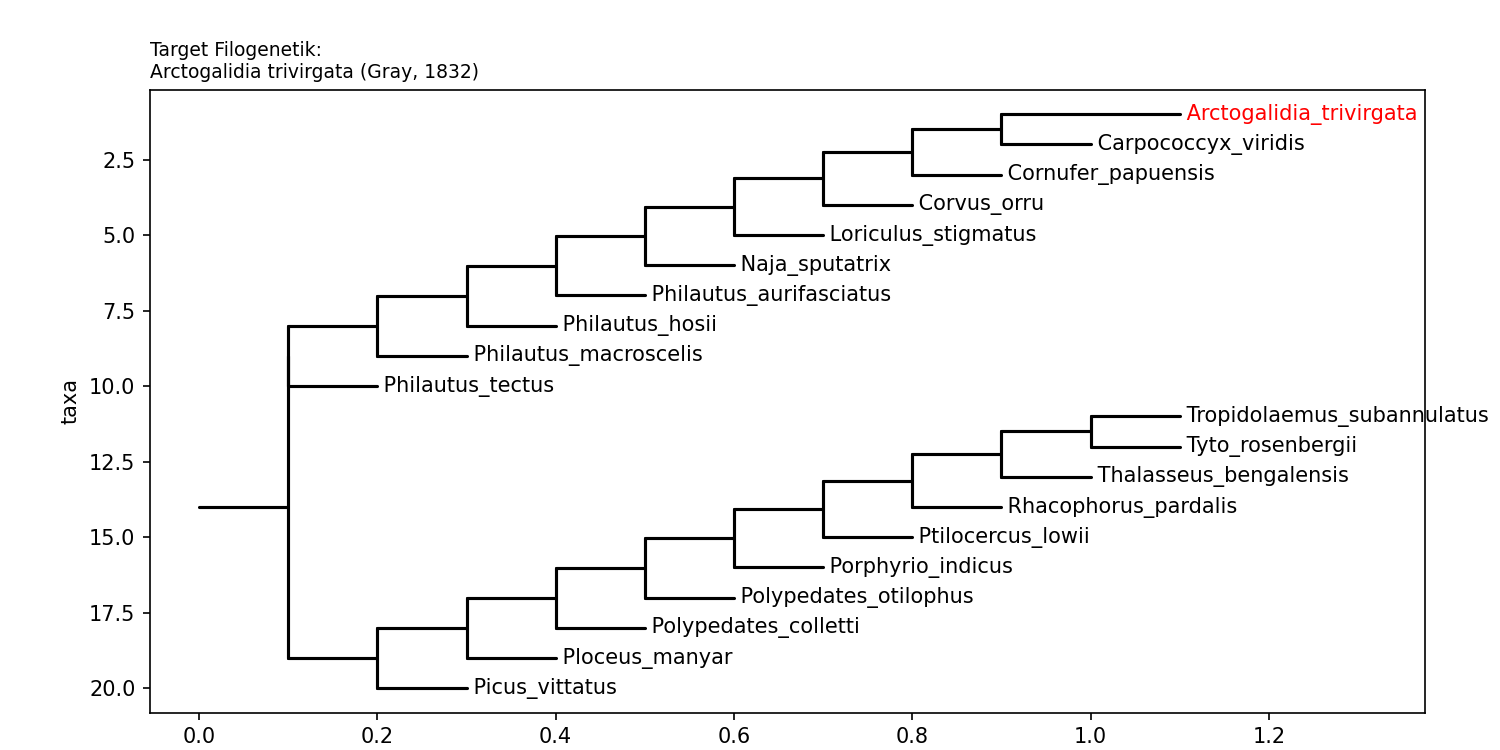 Target Filogenetik:
Arctogalidia trivirgata (Gray, 1832)
Arctogalidia_trivirgata
Carpococcyx_viridis
2.5
Cornufer_papuensis
Corvus_orru
5.0
Loriculus_stigmatus
Naja_sputatrix
Philautus_aurifasciatus
7.5
Philautus_hosii
Philautus_macroscelis
10.0
Philautus_tectus
taxa
Tropidolaemus_subannulatus
Tyto_rosenbergii
12.5
Thalasseus_bengalensis
Rhacophorus_pardalis
15.0
Ptilocercus_lowii
Porphyrio_indicus
Polypedates_otilophus
17.5
Polypedates_colletti
Ploceus_manyar
20.0
Picus_vittatus
0.0 0.2 0.4 0.6 0.8 1.0 1.2